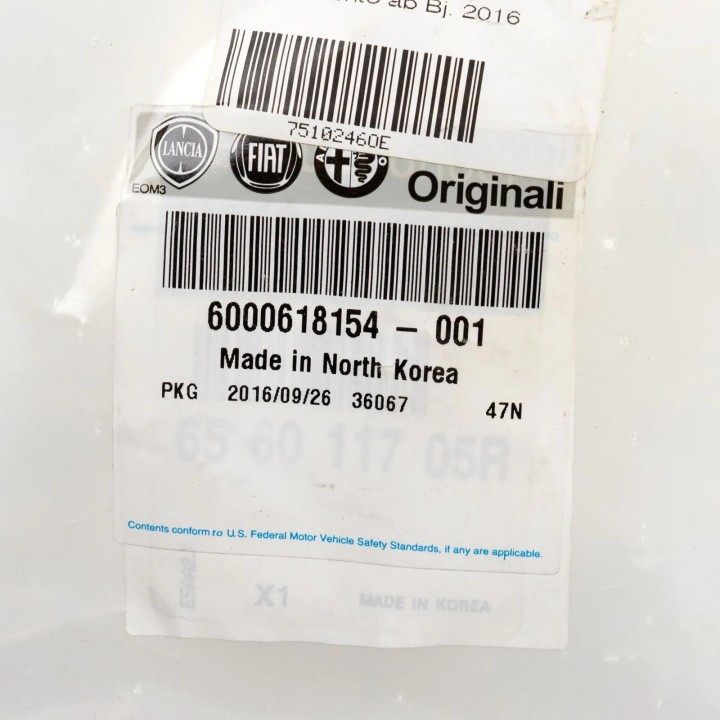 ab Bj. 2016
75102460E
LANCIA
FIAT
EOM3
Originali
6000618154 – 001
Made in North Korea
PKG 2016/09/26 36067 47N
65 60 117 05R
Contents conform to U.S. Federal Motor Vehicle Safety Standards, if any are applicable.
X1 MADE IN KOREA